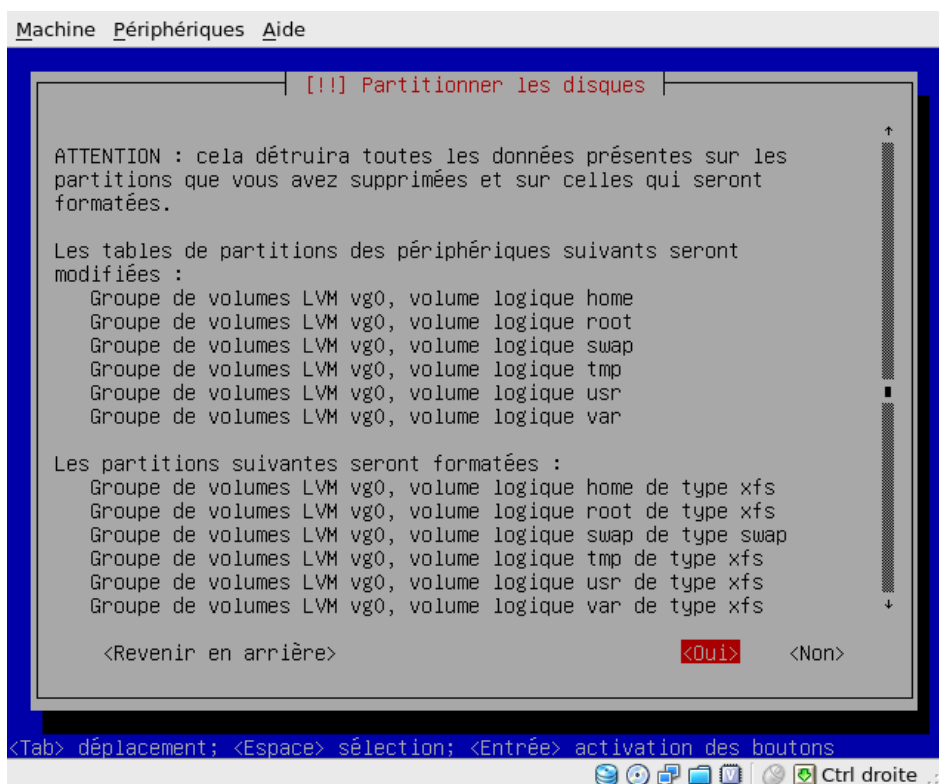 Machine Périphériques Aide
[!!] Partitionner les disques
ATTENTION : cela détruira toutes les données présentes sur les
partitions que vous avez supprimées et sur celles qui seront
formatées.
Les tables de partitions des périphériques suivants seront
modifiées :
Groupe de volumes LVM vg0, volume logique home
Groupe de volumes LVM vg0, volume logique root
Groupe de volumes LVM vg0, volume logique swap
Groupe de volumes LVM vg0, volume logique tmp
Groupe de volumes LVM vg0, volume logique usr
Groupe de volumes LVM vg0, volume logique var
Les partitions suivantes seront formatées :
Groupe de volumes LVM vg0, volume logique home de type xfs
Groupe de volumes LVM vg0, volume logique root de type xfs
Groupe de volumes LVM vg0, volume logique swap de type swap
Groupe de volumes LVM vg0, volume logique tmp de type xfs
Groupe de volumes LVM vg0, volume logique usr de type xfs
Groupe de volumes LVM vg0, volume logique var de type xfs
<Revenir en arrière> <Oui> <Non>
<Tab> déplacement; <Espace> sélection; <Entrée> activation des boutons
Ctrl droite